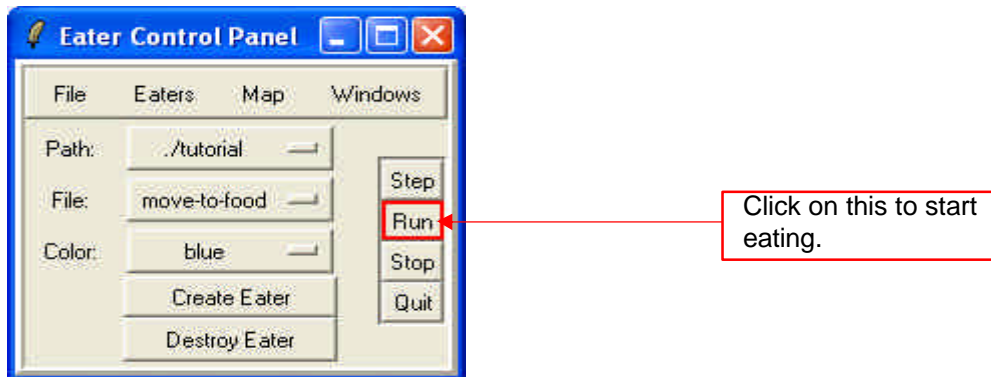 Eater Control Panel
File Eaters Map Windows
Path: ./tutorial
File: move-to-food
Color: blue
Create Eater
Destroy Eater
Step
Run
Stop
Quit
Click on this to start
eating.